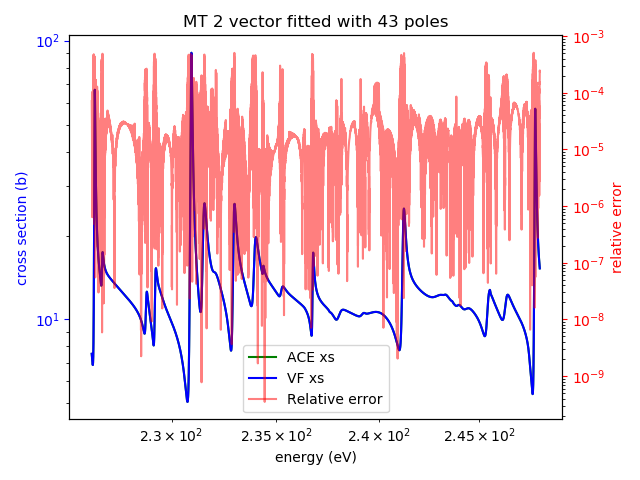 MT 2 vector fitted with 43 poles
10²
10¹
cross section (b)
10⁻³
10⁻⁴
10⁻⁵
10⁻⁶
10⁻⁷
10⁻⁸
10⁻⁹
relative error
ACE xs
VF xs
Relative error
2.3 × 10²
2.35 × 10²
2.4 × 10²
2.45 × 10²
energy (eV)